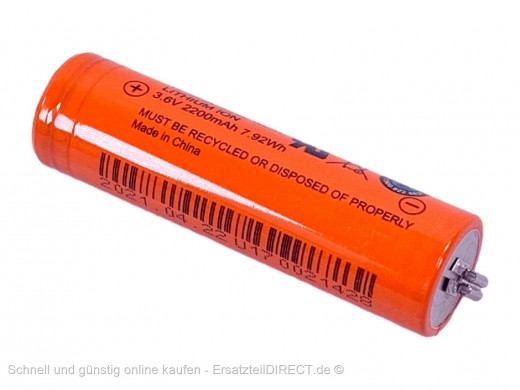 LITHIUM ION
3.6V 2200mAh 7.92Wh
MUST BE RECYCLED OR DISPOSED OF PROPERLY
Made in China
2021.04.22 U170021428
Schnell und günstig online kaufen - ErsatzteilDIRECT.de ©